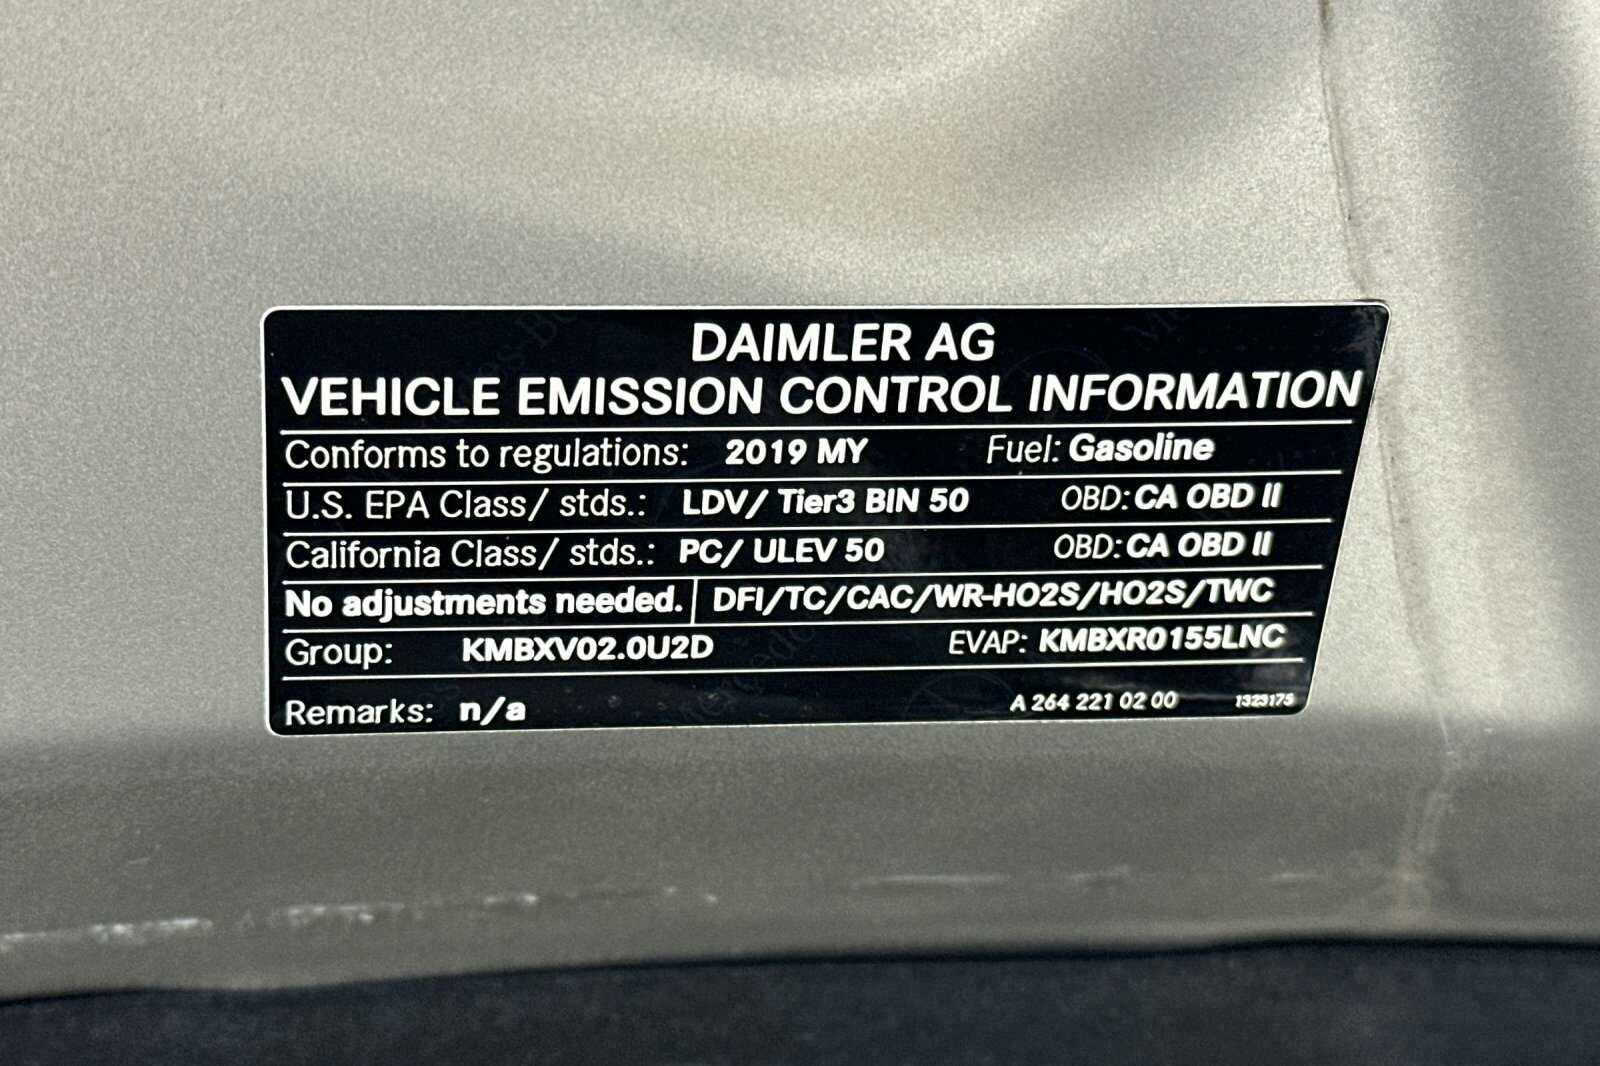 DAIMLER AG
VEHICLE EMISSION CONTROL INFORMATION
Conforms to regulations: 2019 MY Fuel: Gasoline
U.S. EPA Class/ stds.: LDV/ Tier3 BIN 50 OBD: CA OBD II
California Class/ stds.: PC/ ULEV 50 OBD: CA OBD II
No adjustments needed. DFI/TC/CAC/WR-HO2S/HO2S/TWC
Group: KMBXV02.0U2D EVAP: KMBXR0155LNC
Remarks: n/a A 264 221 02 00 1323175